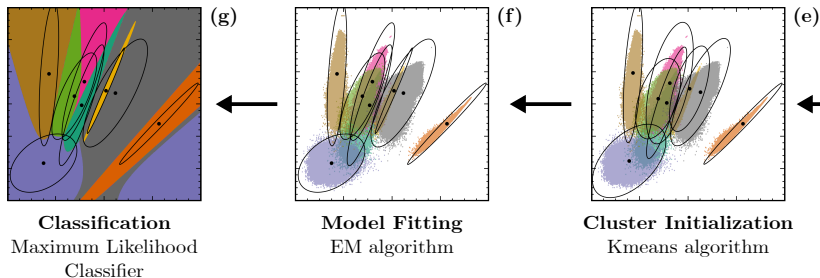 (g)
(f)
(e)
Classification
Maximum Likelihood
Classifier
Model Fitting
EM algorithm
Cluster Initialization
Kmeans algorithm